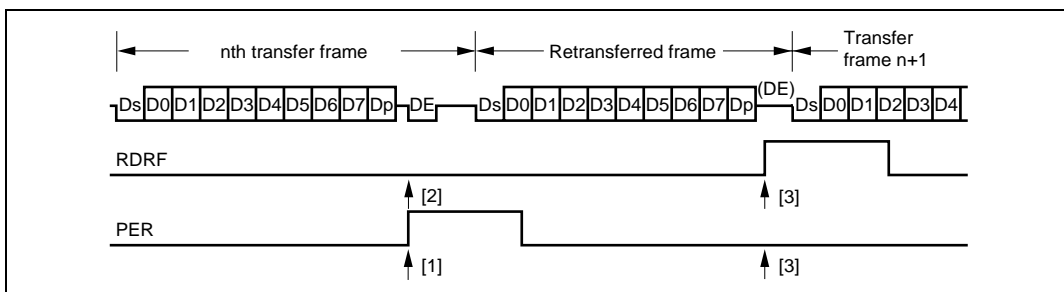 nth transfer frame
Retransferred frame
Transfer
frame n+1
Ds D0 D1 D2 D3 D4 D5 D6 D7 Dp DE Ds D0 D1 D2 D3 D4 D5 D6 D7 Dp (DE) Ds D0 D1 D2 D3 D4
RDRF
[2] [3]
PER
[1] [3]